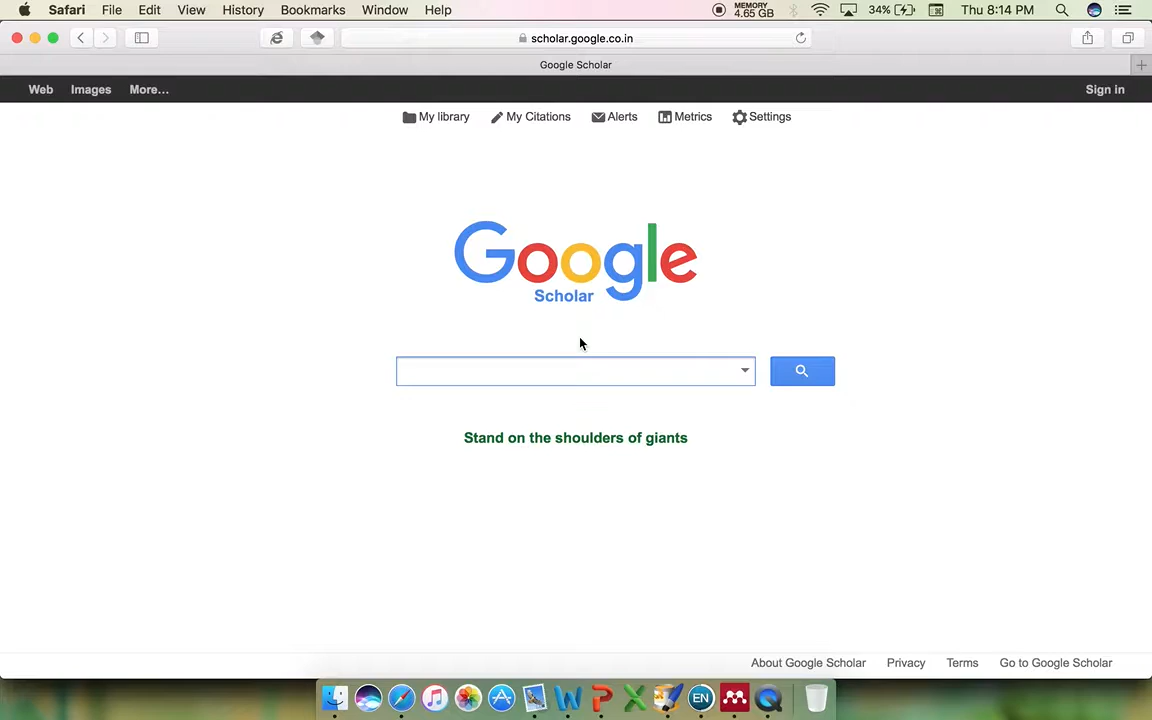 Safari File Edit View History Bookmarks Window Help MEMORY 4.65 GB 34% Thu 8:14 PM
scholar.google.co.in
Google Scholar
Web Images More... Sign in
My library My Citations Alerts Metrics Settings
Google
Scholar
Stand on the shoulders of giants
About Google Scholar Privacy Terms Go to Google Scholar
W P X EN